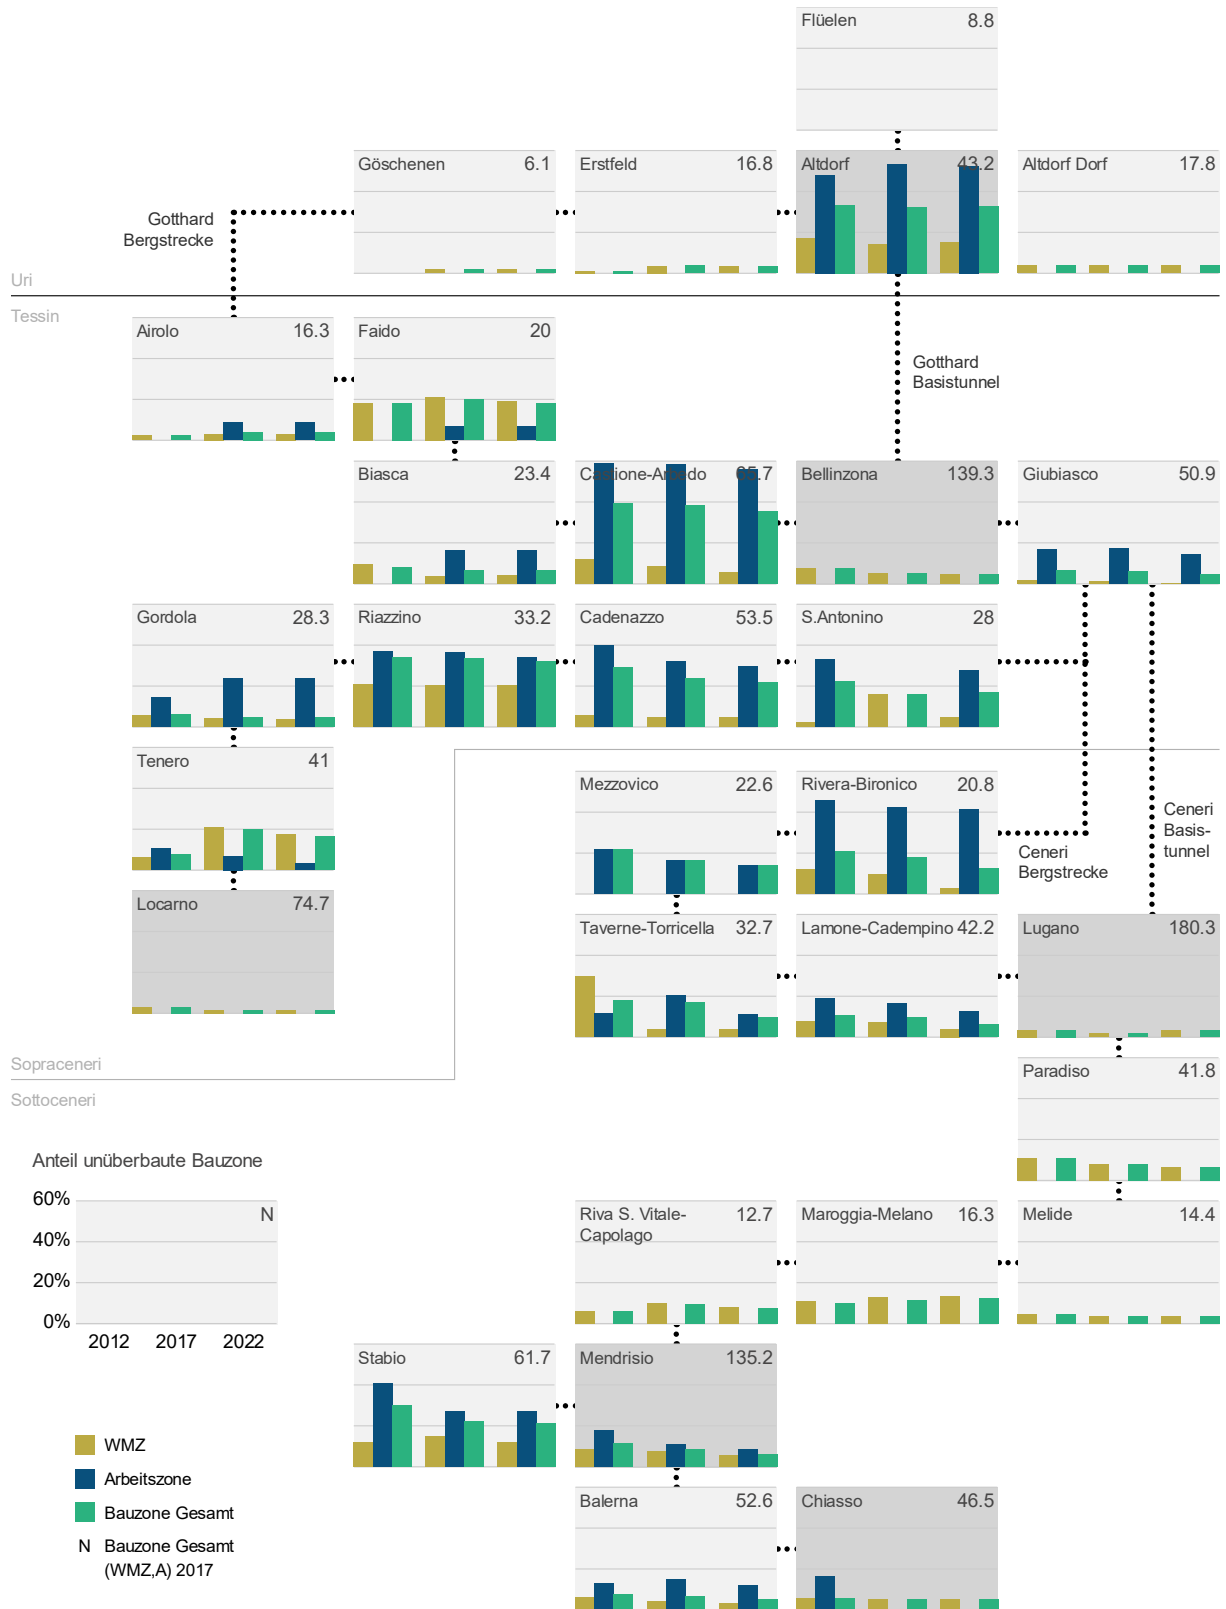 Flüelen 8.8
Göschenen 6.1
Erstfeld 16.8
Altdorf 43.2
Altdorf Dorf 17.8
Gotthard
Bergstrecke
Uri
Tessin
Airolo 16.3
Faido 20
Gotthard
Basistunnel
Biasca 23.4
Castione-Arbedo 65.7
Bellinzona 139.3
Giubiasco 50.9
Gordola 28.3
Riazzino 33.2
Cadenazzo 53.5
S.Antonino 28
Tenero 41
Mezzovico 22.6
Rivera-Bironico 20.8
Ceneri
Bergstrecke
Ceneri
Basis-
tunnel
Locarno 74.7
Taverne-Torricella 32.7
Lamone-Cadempino 42.2
Lugano 180.3
Sopraceneri
Sottoceneri
Paradiso 41.8
Anteil unüberbaute Bauzone
60%
40%
20%
0%
N
2012 2017 2022
Riva S. Vitale-
Capolago
12.7
Maroggia-Melano 16.3
Melide 14.4
Stabio 61.7
Mendrisio 135.2
WMZ
Arbeitszone
Bauzone Gesamt
N Bauzone Gesamt
(WMZ,A) 2017
Balerna 52.6
Chiasso 46.5